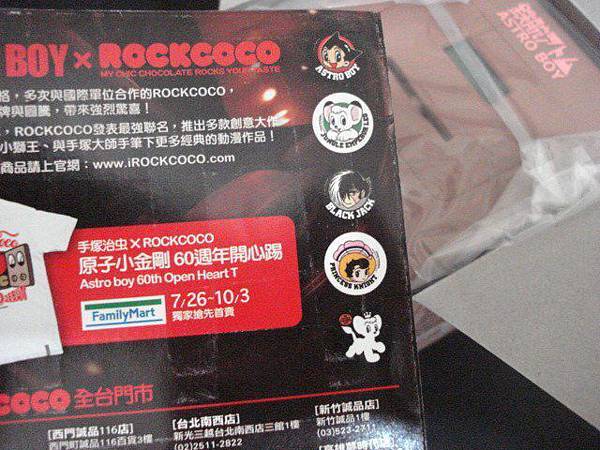 BOY × ROCKCOCO
MY CHIC CHOCOLATE ROCKS YOUR TASTE
格，多次與國際單位合作的ROCKCOCO，
牌與圖騰，帶來強烈驚喜！
，ROCKCOCO發表最強聯名，推出多款創意大作
小獅王、與手塚大師手筆下更多經典的動漫作品！
商品請上官網：www.iROCKCOCO.com
ASTRO BOY
JUNGLE EMPEROR LEO
BLACK JACK
PRINCESS KNIGHT
ASTRO BOY
手塚治虫×ROCKCOCO
原子小金剛 60週年開心踢
Astro boy 60th Open Heart T
FamilyMart
7/26~10/3
獨家搶先首賣
COCO 全台門市
[西門誠品116店]
西門町誠品116百貨3樓
[台北南西店]
新光三越台北南西店三館1樓
(02)2511-2822
[新竹誠品店]
新竹誠品1樓
(03)523-2711